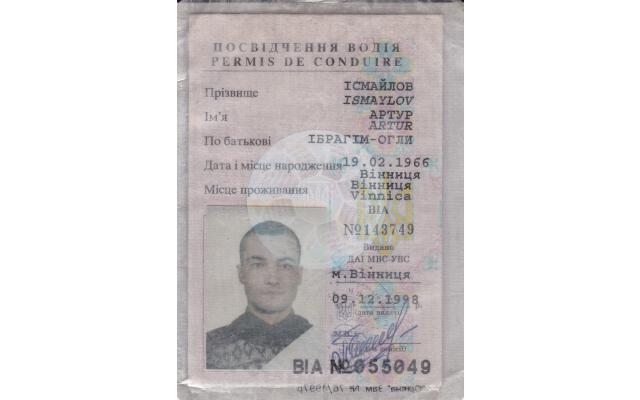 ПОСВІДЧЕННЯ ВОДІЯ
PERMIS DE CONDUIRE
Прізвище
ІСМАЙЛОВ
ISMAYLOV
Ім'я
АРТУР
ARTUR
По батькові
ІБРАГІМ-ОГЛИ
Дата і місце народження 19.02.1966
Вінниця
Місце проживання
Вінниця
Vinnica
ВІА
№143749
Видано
ДАІ МВС-УВС
м.Вінниця
09.12.1998 р.
(дата видачі)
ВІА №055049